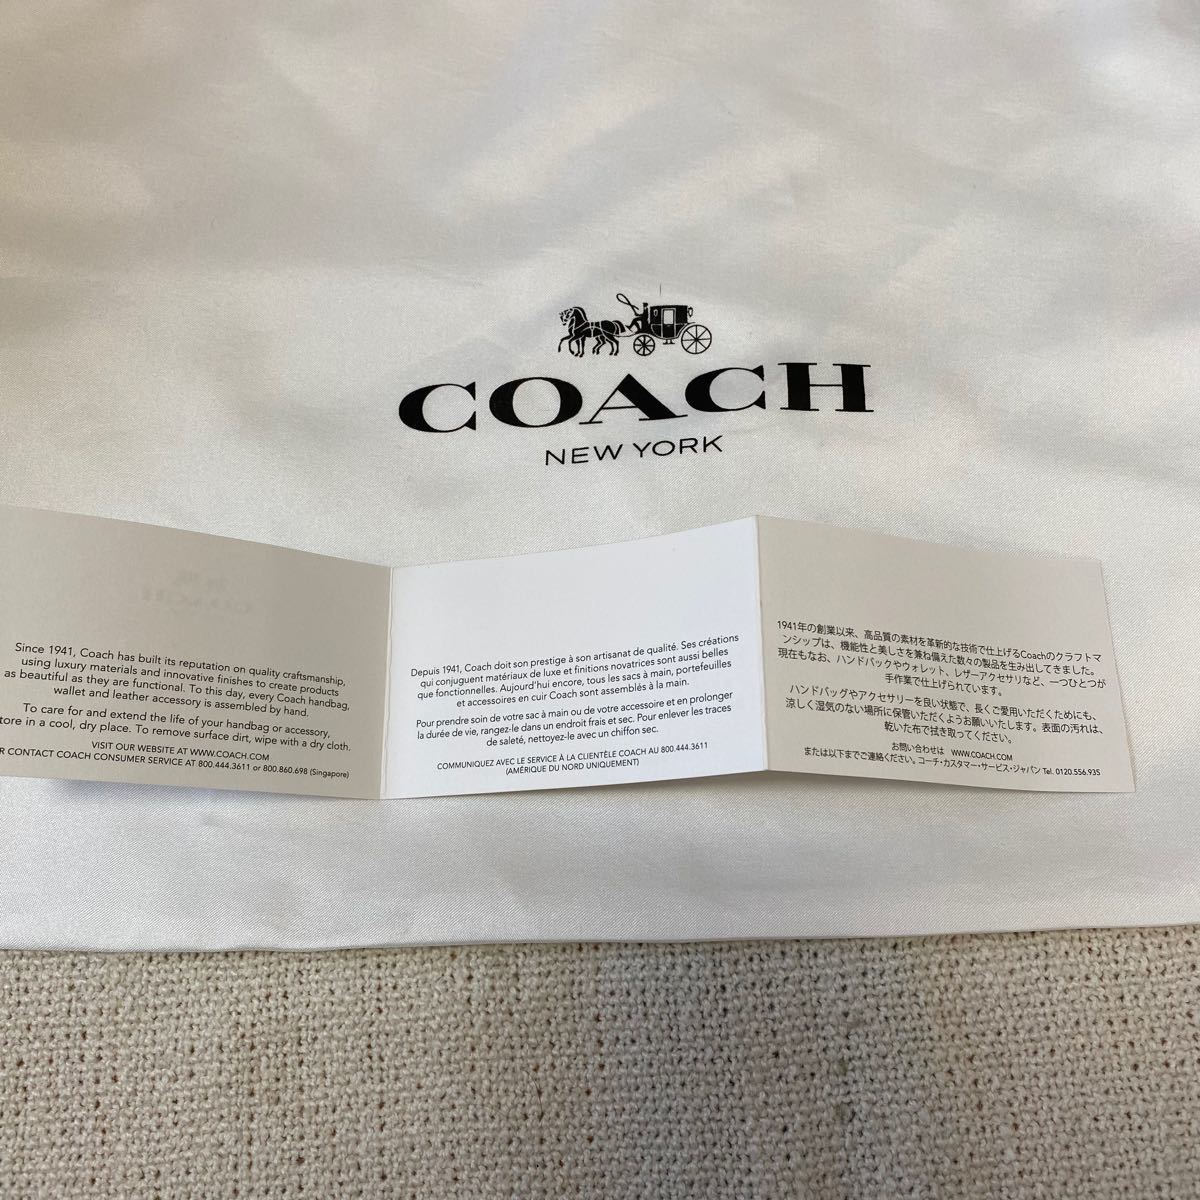 COACH
NEW YORK
Since 1941, Coach has built its reputation on quality craftsmanship,
using luxury materials and innovative finishes to create products
as beautiful as they are functional. To this day, every Coach handbag,
wallet and leather accessory is assembled by hand.
To care for and extend the life of your handbag or accessory,
tore in a cool, dry place. To remove surface dirt, wipe with a dry cloth.
VISIT OUR WEBSITE AT WWW.COACH.COM
R CONTACT COACH CONSUMER SERVICE AT 800.444.3611 or 800.860.698 (Singapore)
Depuis 1941, Coach doit son prestige à son artisanat de qualité. Ses créations
qui conjuguent matériaux de luxe et finitions novatrices sont aussi belles
que fonctionnelles. Aujourd'hui encore, tous les sacs à main, portefeuilles
et accessoires en cuir Coach sont assemblés à la main.
Pour prendre soin de votre sac à main ou de votre accessoire et en prolonger
la durée de vie, rangez-le dans un endroit frais et sec. Pour enlever les traces
de saleté, nettoyez-le avec un chiffon sec.
COMMUNIQUEZ AVEC LE SERVICE À LA CLIENTÈLE COACH AU 800.444.3611
(AMÉRIQUE DU NORD UNIQUEMENT)
1941年の創業以来、高品質の素材を革新的な技術で仕上げるCoachのクラフトマ
ンシップは、機能性と美しさを兼ね備えた数々の製品を生み出してきました。
現在もなお、ハンドバックやウォレット、レザーアクセサリなど、一つひとつが
手作業で仕上げられています。
ハンドバッグやアクセサリーを良い状態で、長くご愛用いただくためにも、
涼しく湿気のない場所に保管いただくようお願いいたします。表面の汚れは、
乾いた布で拭き取ってください。
お問い合わせは WWW.COACH.COM
または以下までご連絡ください。コーチ・カスタマー・サービス・ジャパン Tel. 0120.556.935